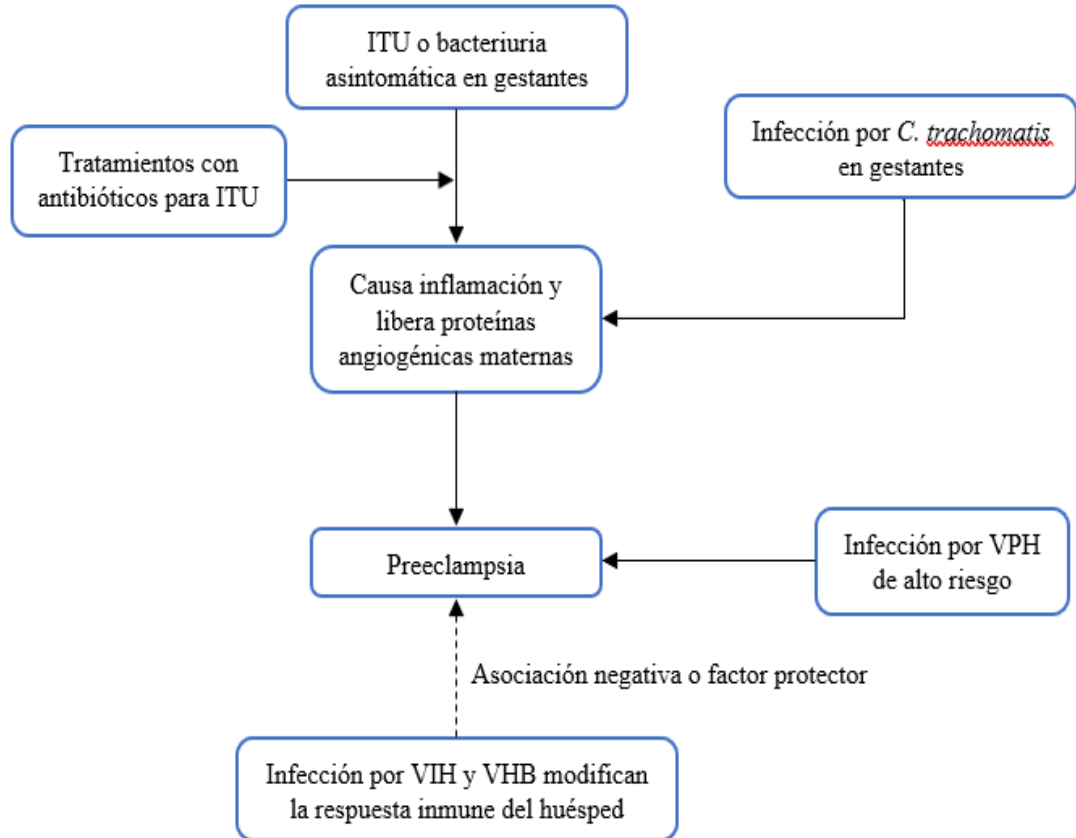 ITU o bacteriuria
asintomática en gestantes
Infección por C. trachomatis
en gestantes
Tratamientos con
antibióticos para ITU
Causa inflamación y
libera proteínas
angiogénicas maternas
Preeclampsia
Infección por VPH
de alto riesgo
Asociación negativa o factor protector
Infección por VIH y VHB modifican
la respuesta inmune del huésped